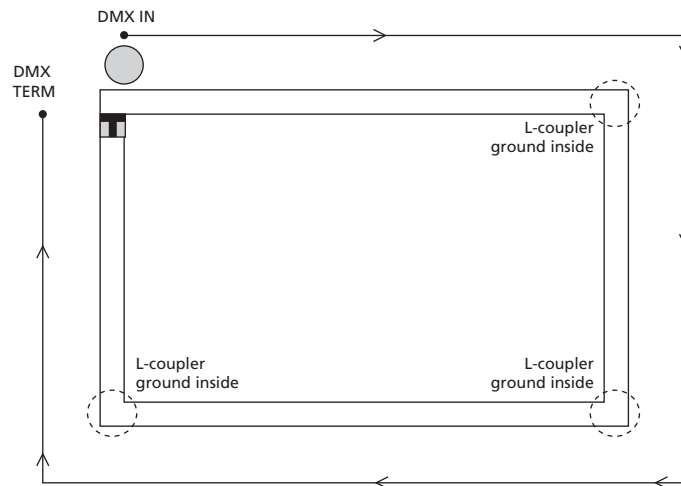 DMX IN
DMX
TERM
L-coupler
ground inside
L-coupler
ground inside
L-coupler
ground inside